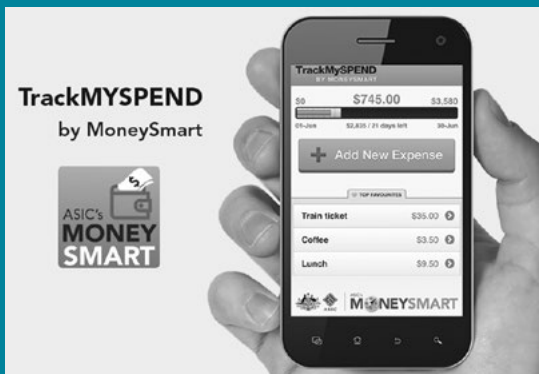 TrackMYSPEND
by MoneySmart
ASIC's
MONEY
SMART
TrackMySPEND
BY MONEYSMART
$0 $745.00 $3,580
01-Jun $2,835 / 21 days left 30-Jun
+ Add New Expense
TOP FAVOURITES
Train ticket $35.00
Coffee $3.50
Lunch $9.50
ASIC
ASIC's
MONEYSMART